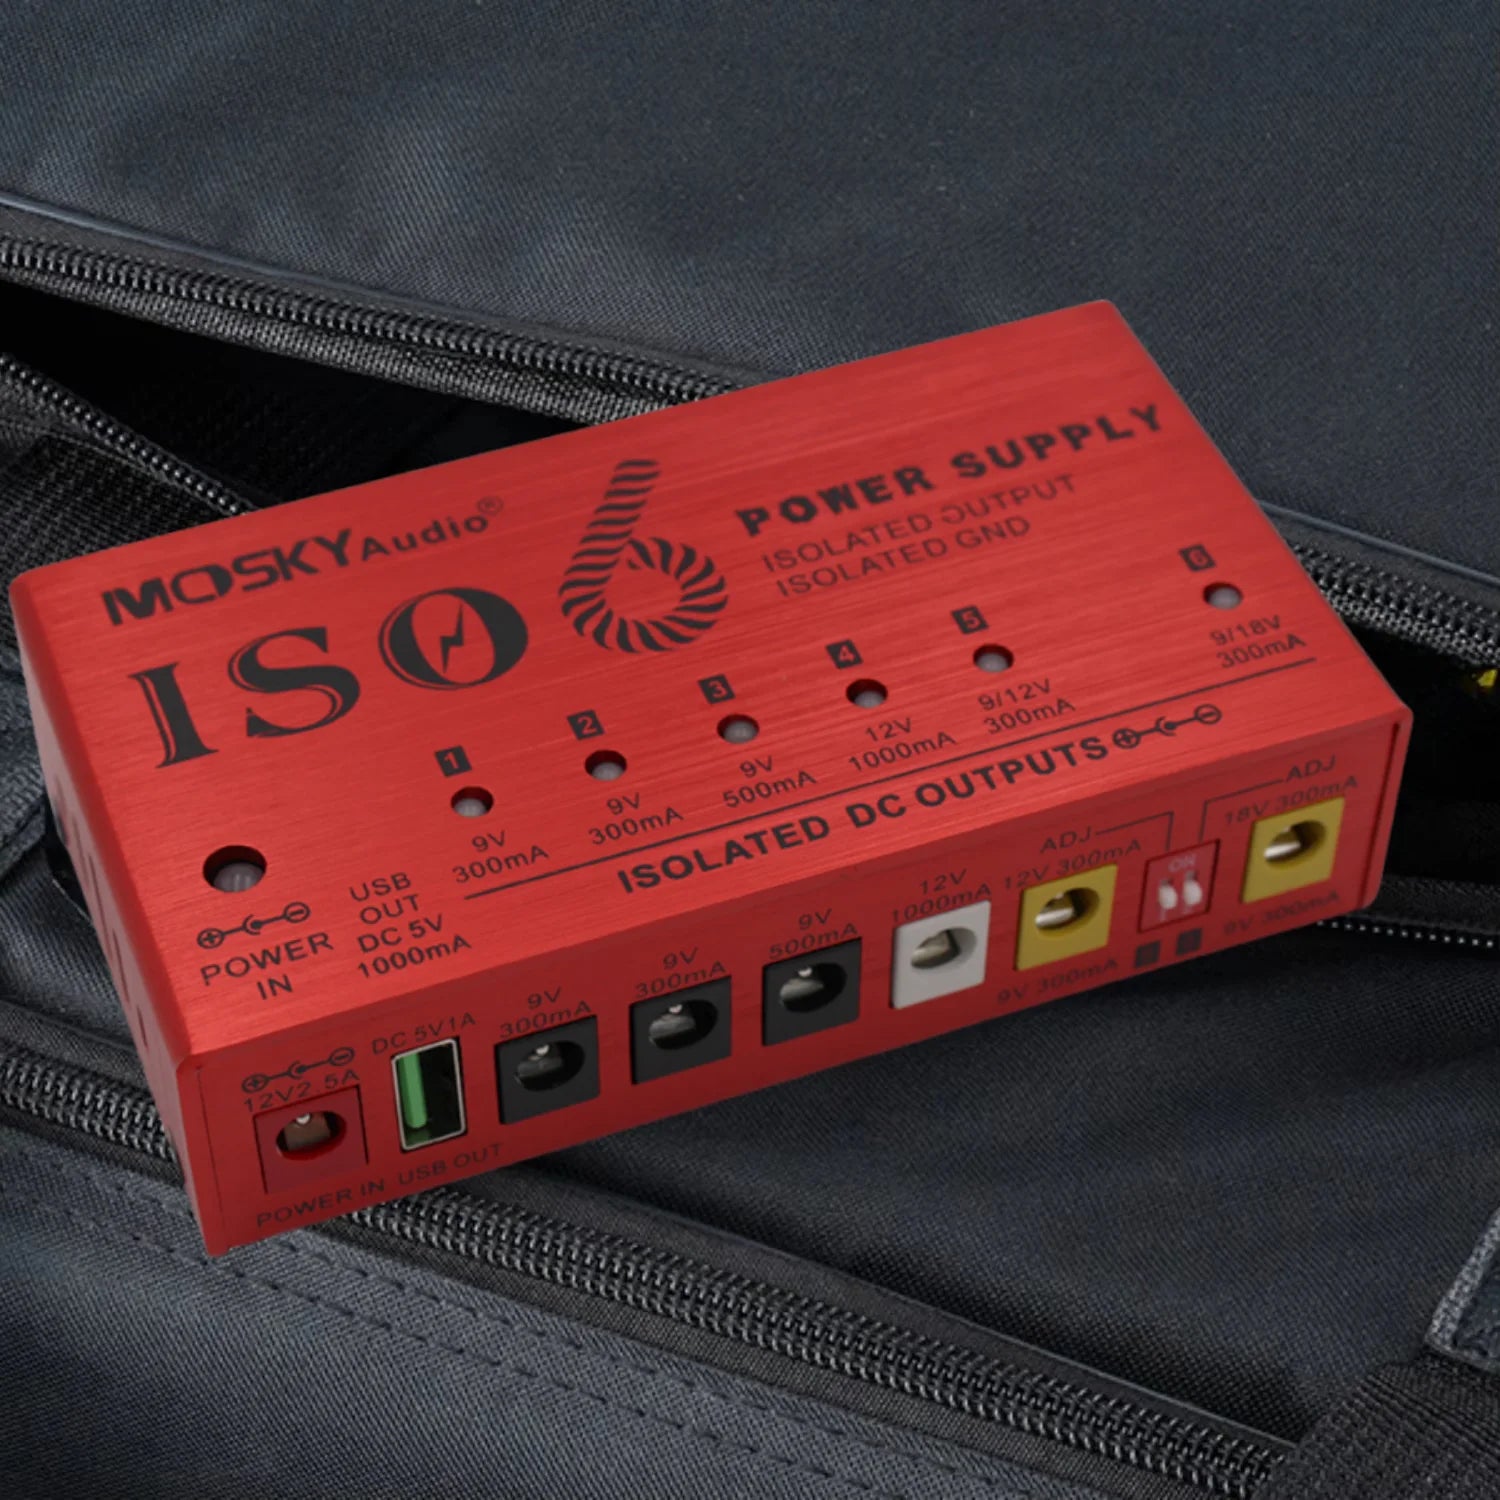 MOSKYAudio®
ISO 6
POWER SUPPLY
ISOLATED OUTPUT
ISOLATED GND
1
9V
300mA
2
9V
300mA
3
9V
500mA
4
12V
1000mA
5
9/12V
300mA
6
9/18V
300mA
POWER
IN
USB
OUT
DC 5V
1000mA
ISOLATED DC OUTPUTS
12V2.5A
POWER IN
DC 5V1A
USB OUT
9V
300mA
9V
300mA
9V
500mA
12V
1000mA
ADJ
12V 300mA
9V 300mA
ON
ADJ
18V 300mA
9V 300mA